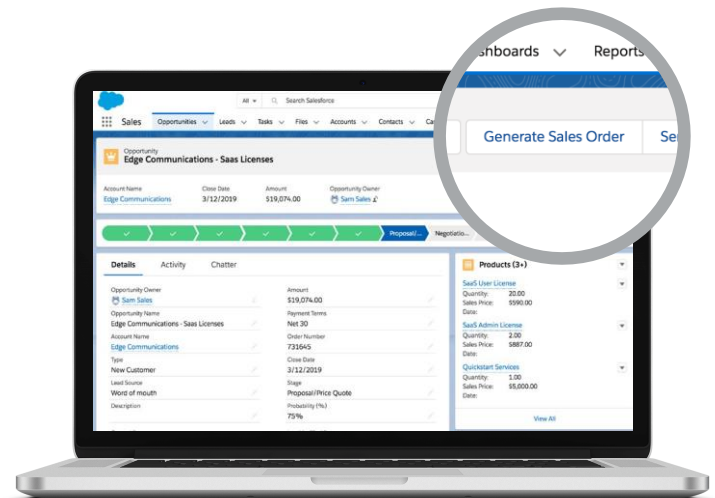 shboards Reports
Generate Sales Order Se
All Search Salesforce
Sales Opportunities Leads Tasks Files Accounts Contacts Ca
Opportunity
Edge Communications - Saas Licenses
Account Name Close Date Amount Opportunity Owner
Edge Communications 3/12/2019 $19,074.00 Sam Sales
Proposal/... Negotiatio...
Details Activity Chatter
Opportunity Owner Amount
Sam Sales $19,074.00
Opportunity Name Payment Terms
Edge Communications - Saas Licenses Net 30
Account Name Order Number
Edge Communications 731645
Type Close Date
New Customer 3/12/2019
Lead Source Stage
Word of mouth Proposal/Price Quote
Description Probability (%)
75%
Products (3+)
SaaS User License
Quantity: 20.00
Sales Price: $590.00
Date:
SaaS Admin License
Quantity: 2.00
Sales Price: $887.00
Date:
Quickstart Services
Quantity: 1.00
Sales Price: $5,000.00
Date:
View All